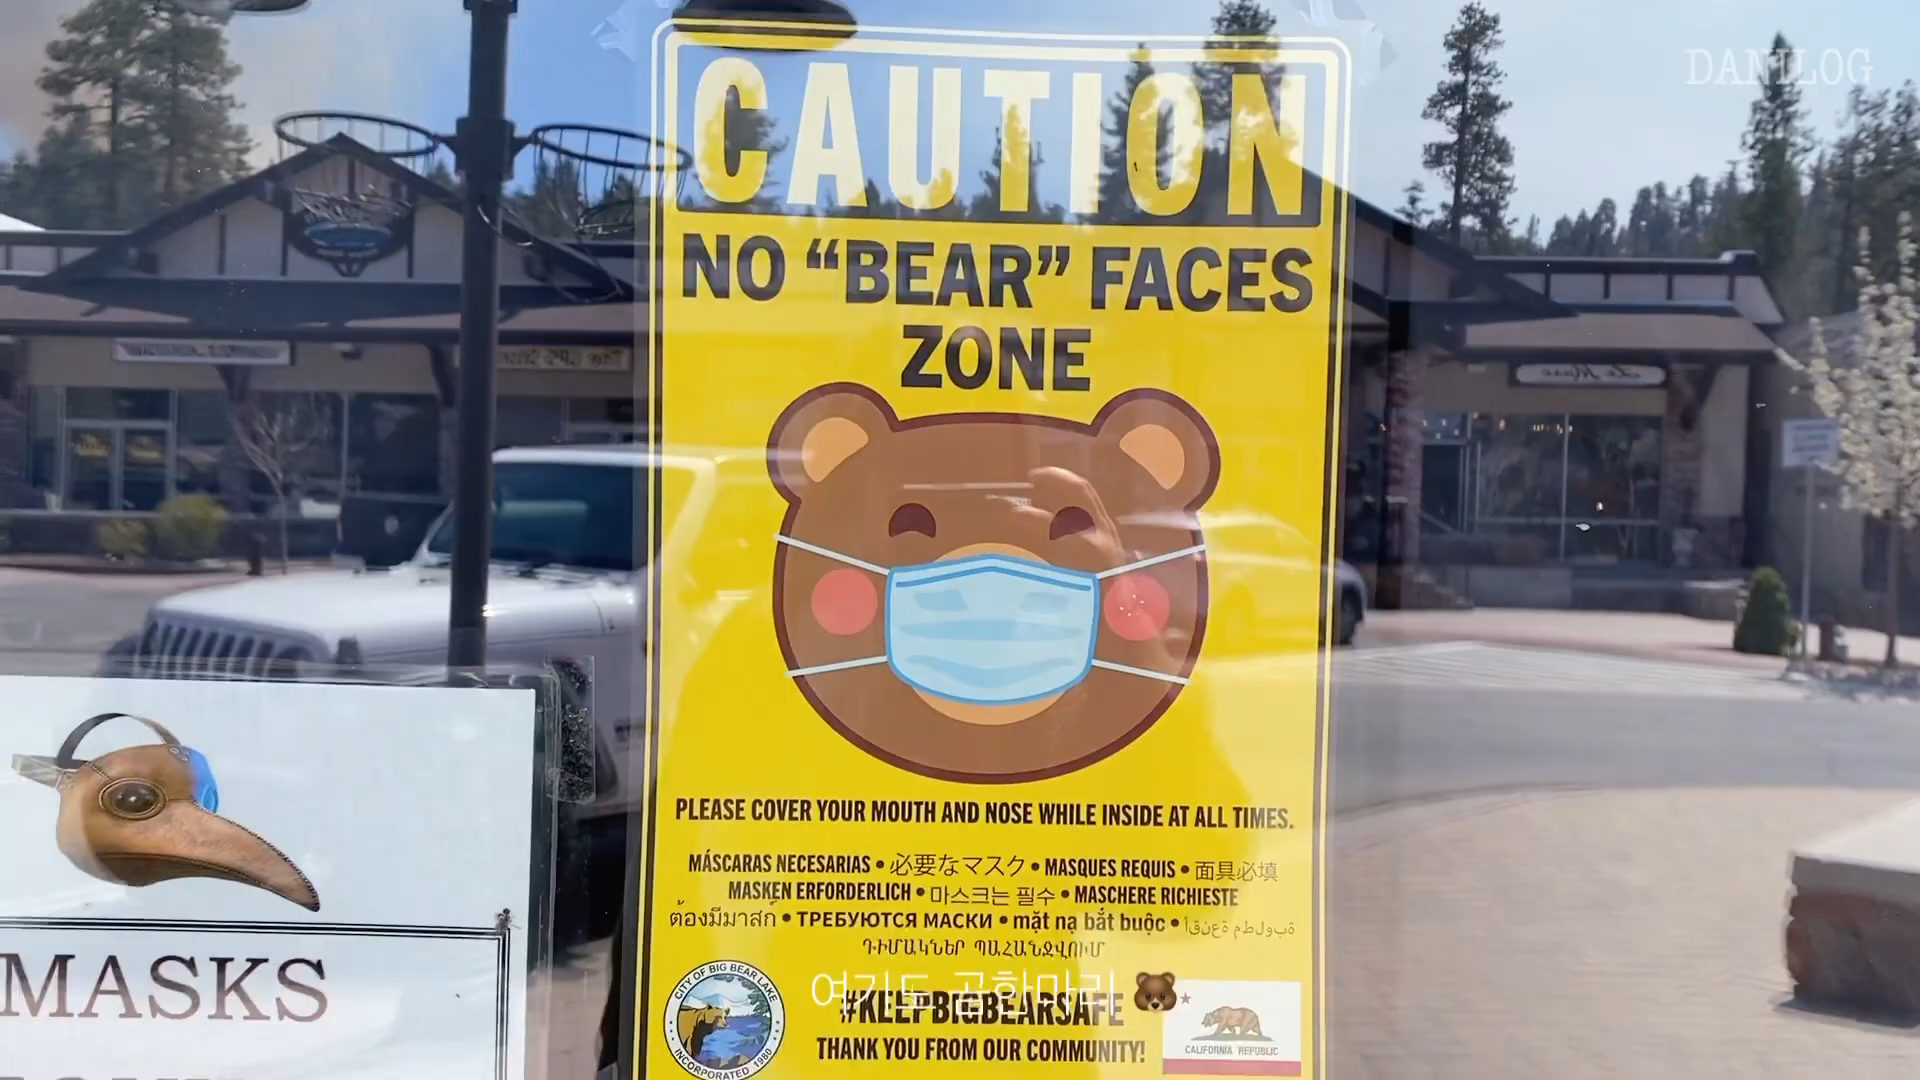 DANILOG
CAUTION
NO “BEAR” FACES
ZONE
PLEASE COVER YOUR MOUTH AND NOSE WHILE INSIDE AT ALL TIMES.
MÁSCARAS NECESARIAS • 必要なマスク • MASQUES REQUIS • 面具必填
MASKEN ERFORDERLICH • 마스크는 필수 • MASCHERE RICHIESTE
ต้องมีมาสก์ • ТРЕБУЮТСЯ МАСКИ • mặt nạ bắt buộc •
ԴԻՄԱԿՆԵՐ ՊԱՀԱՆՋՎՈՒՄ
여기도 곰한마리 🐻
#KEEPBIGBEARSAFE
THANK YOU FROM OUR COMMUNITY!
CITY OF BIG BEAR LAKE
INCORPORATED 1980
CALIFORNIA REPUBLIC
MASKS